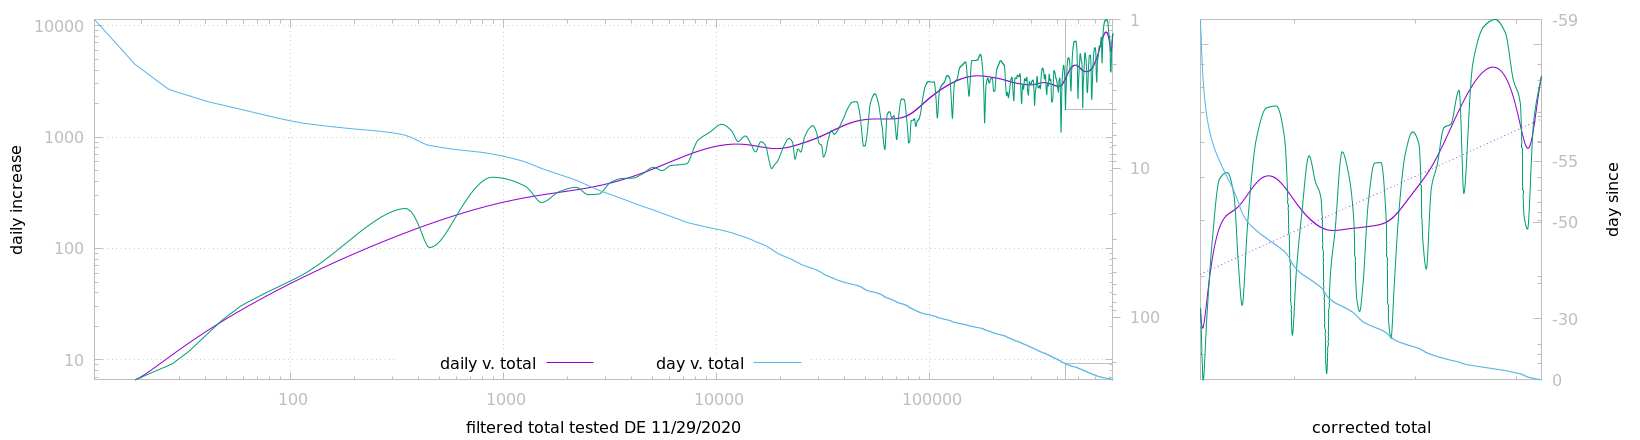 10000
1000
100
10
daily increase
100
1000
10000
100000
filtered total tested DE 11/29/2020
daily v. total
day v. total
1
10
100
-59
-55
-50
-30
0
day since
corrected total